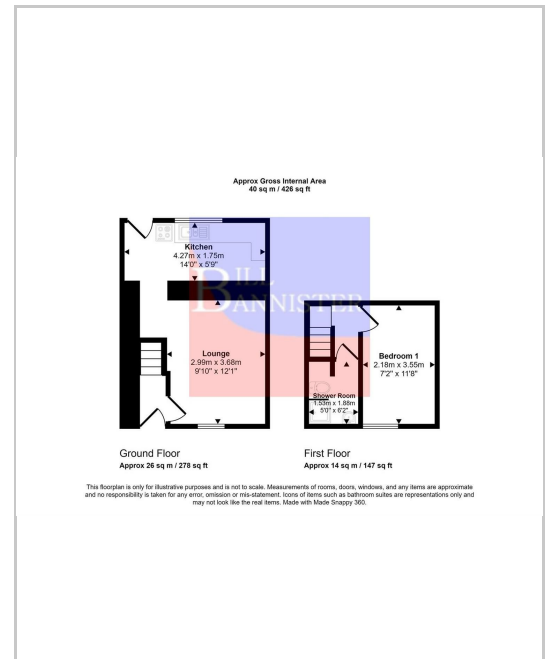 Approx Gross Internal Area
40 sq m / 426 sq ft
Kitchen
4.27m x 1.75m
14'0" x 5'9"
BILL
BANNISTER
Lounge
2.99m x 3.68m
9'10" x 12'1"
Bedroom 1
2.18m x 3.55m
7'2" x 11'8"
Shower Room
1.53m x 1.88m
5'0" x 6'2"
Ground Floor
Approx 26 sq m / 278 sq ft
First Floor
Approx 14 sq m / 147 sq ft
This floorplan is only for illustrative purposes and is not to scale. Measurements of rooms, doors, windows, and any items are approximate
and no responsibility is taken for any error, omission or mis-statement. Icons of items such as bathroom suites are representations only and
may not look like the real items. Made with Made Snappy 360.